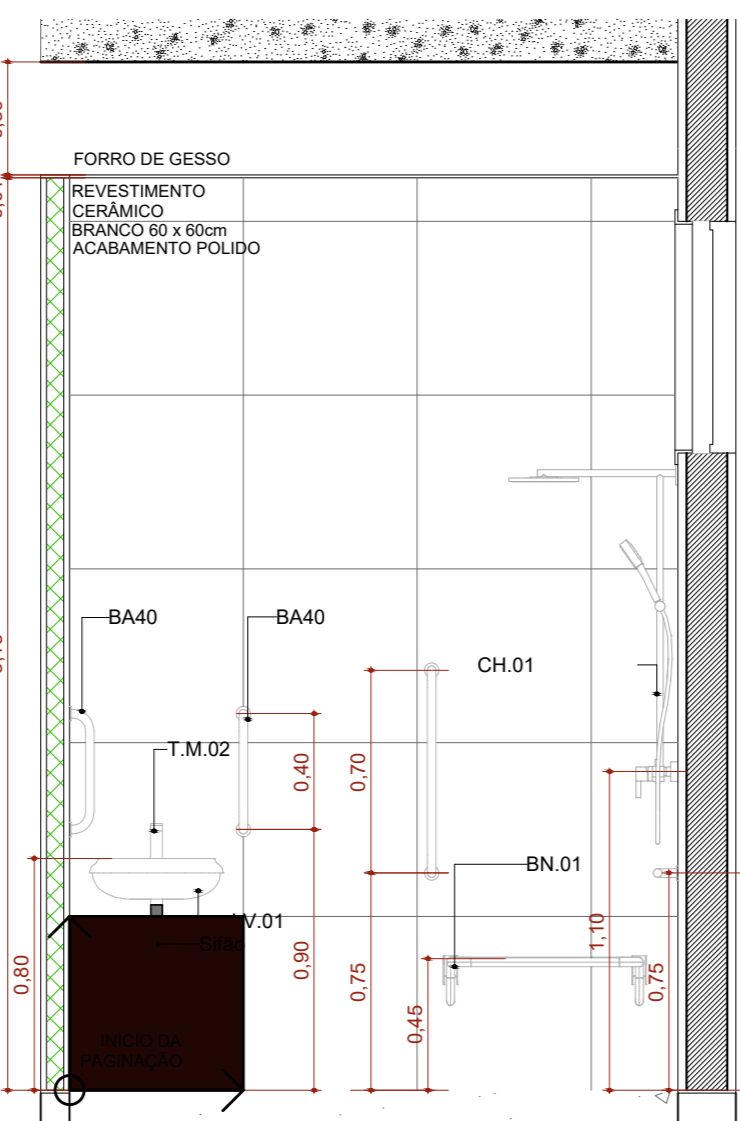 FORRO DE GESSO
REVESTIMENTO
CERÂMICO
BRANCO 60 x 60cm
ACABAMENTO POLIDO
BA40
BA40
CH.01
T.M.02
0,40
0,70
BN.01
V.01
Sifão
0,80
0,90
0,75
0,45
1,10
0,75
INÍCIO DA
PAGINAÇÃO